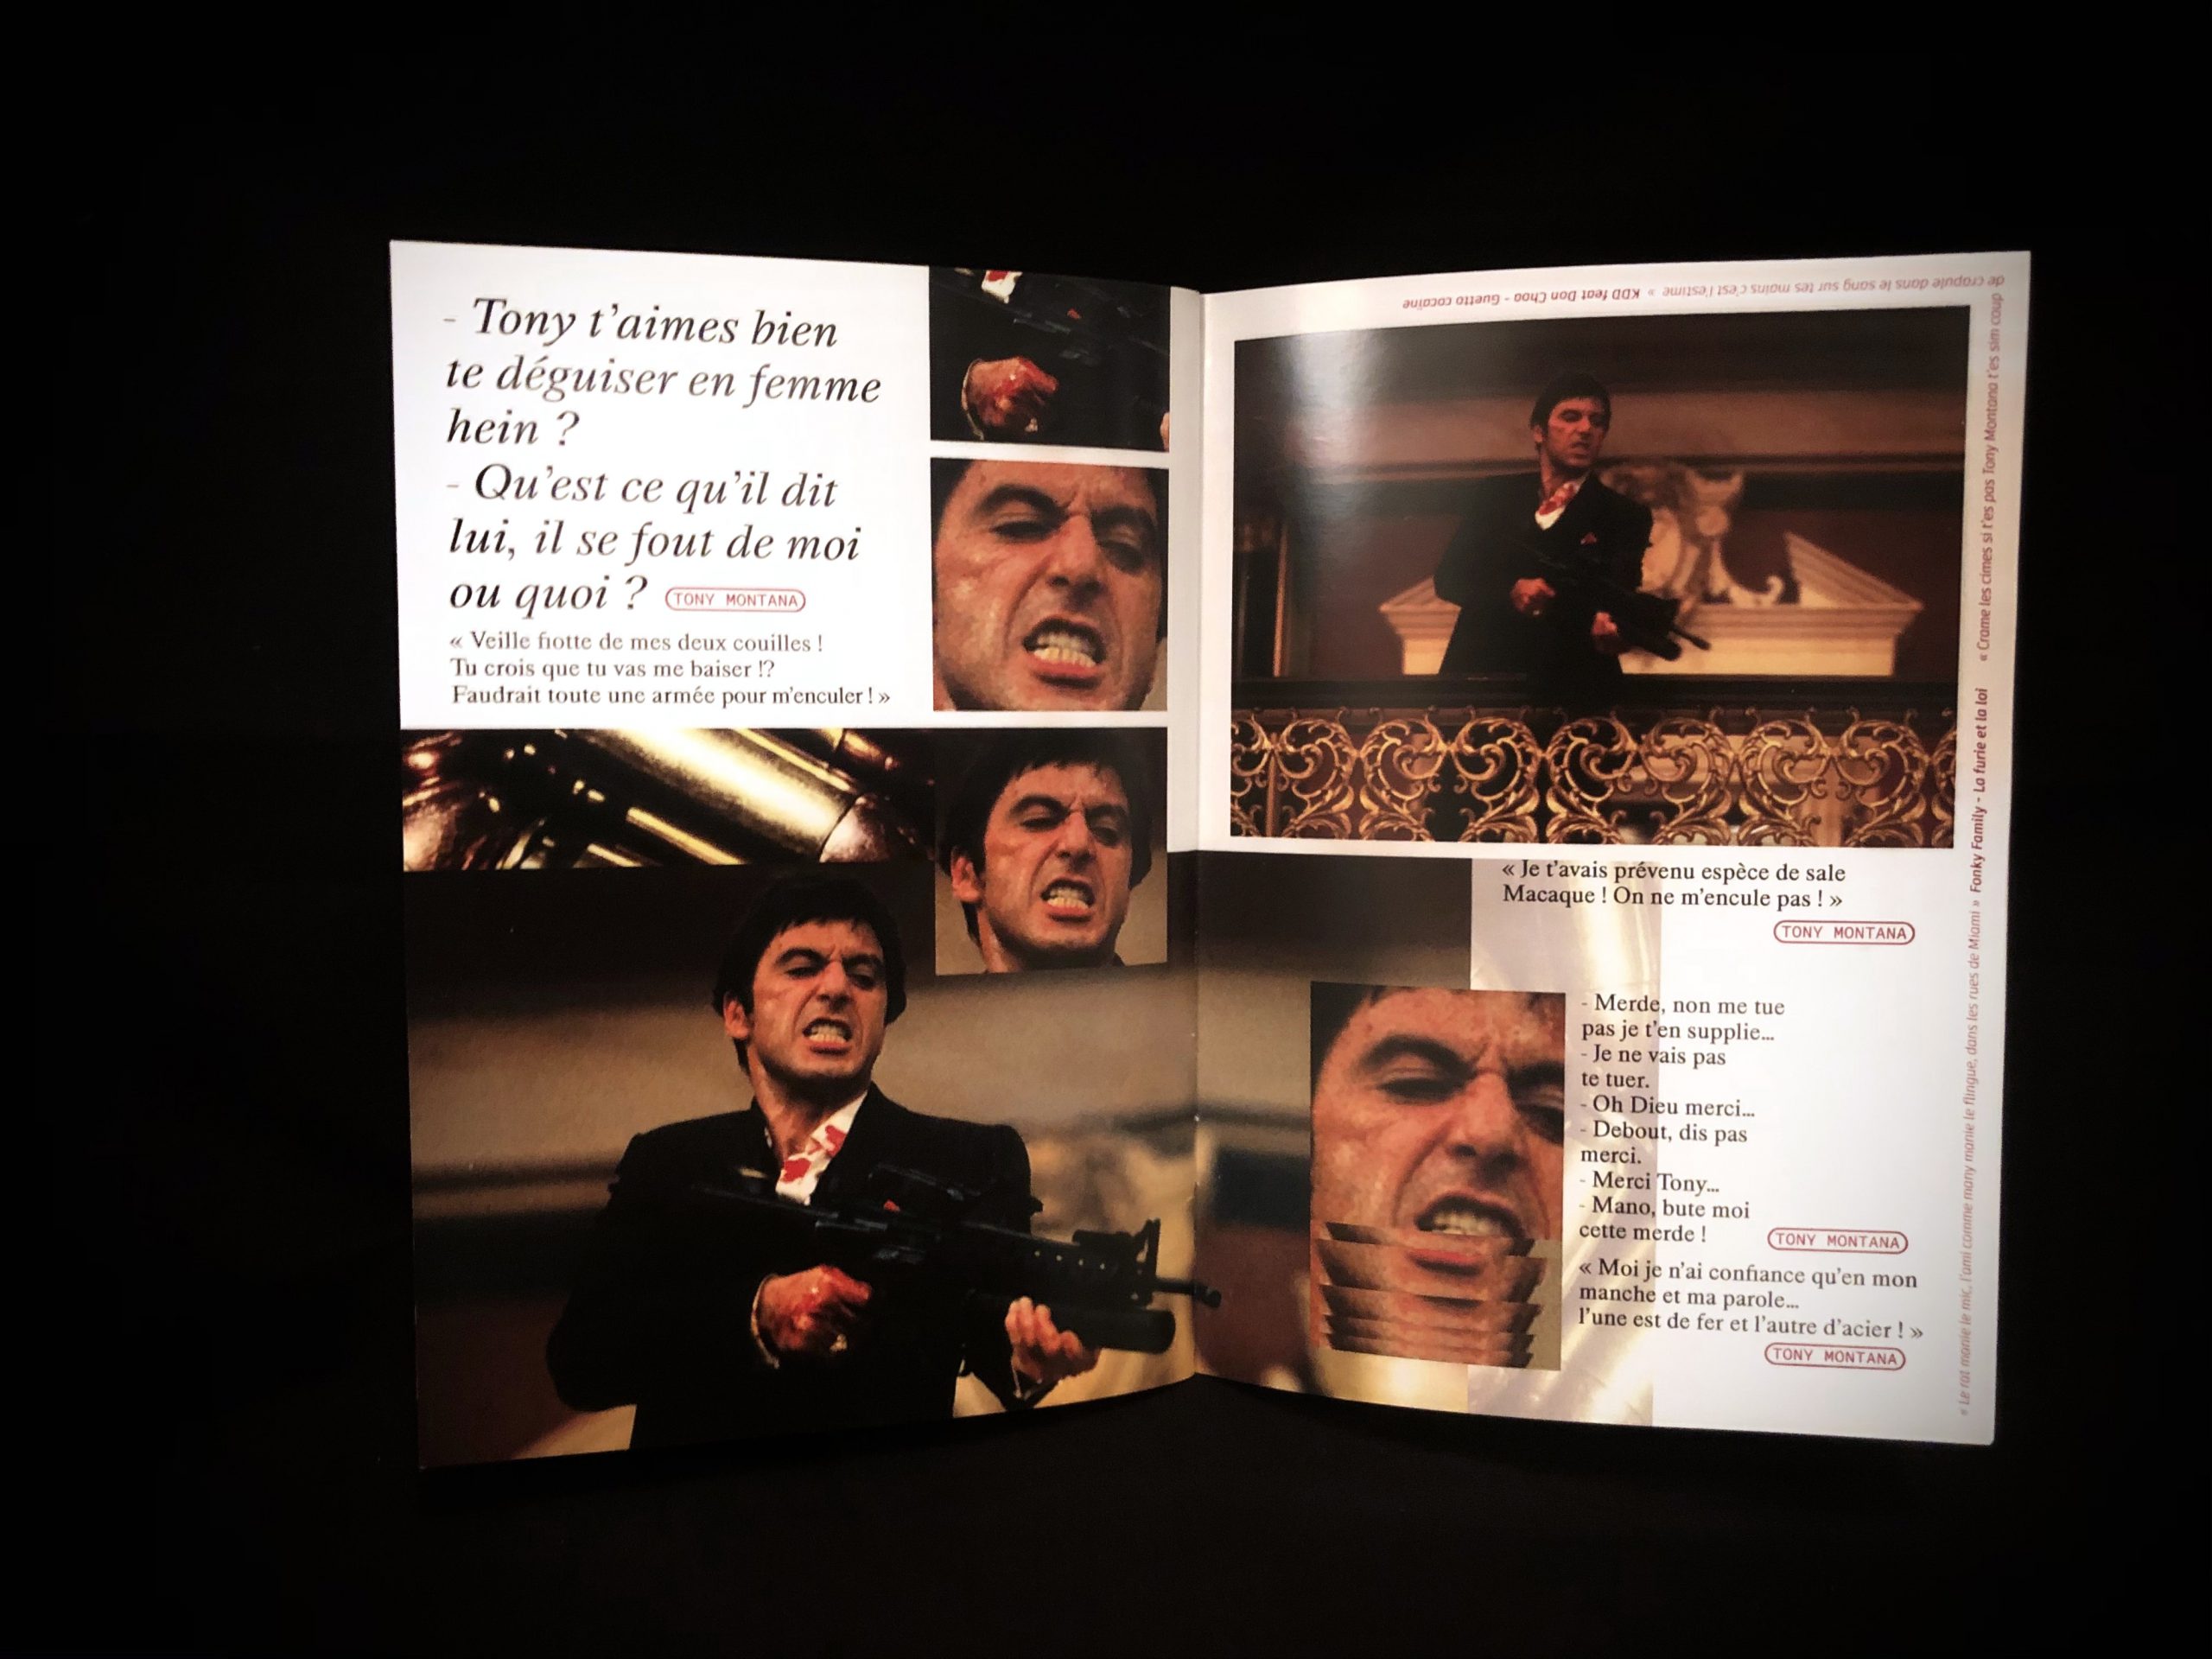 - Tony t'aimes bien
te déguiser en femme
hein ?
- Qu'est ce qu'il dit
lui, il se fout de moi
ou quoi ? TONY MONTANA
« Veille fiotte de mes deux couilles !
Tu crois que tu vas me baiser !?
Faudrait toute une armée pour m'enculer ! »
« Le rat manie le mic, l'ami comme many manie le flingue, dans les rues de Miami » Fonky Family - La furie et la loi
« Crame les cimes si t'es pas Tony Montana t'es sim coup
de crapule dans le sang sur tes mains c'est l'estime » KDD feat Don Choa - Guetto cocaïne
« Je t'avais prévenu espèce de sale
Macaque ! On ne m'encule pas ! »
TONY MONTANA
- Merde, non me tue
pas je t'en supplie...
- Je ne vais pas
te tuer.
- Oh Dieu merci...
- Debout, dis pas
merci.
- Merci Tony...
- Mano, bute moi
cette merde !
TONY MONTANA
« Moi je n'ai confiance qu'en mon
manche et ma parole...
l'une est de fer et l'autre d'acier ! »
TONY MONTANA